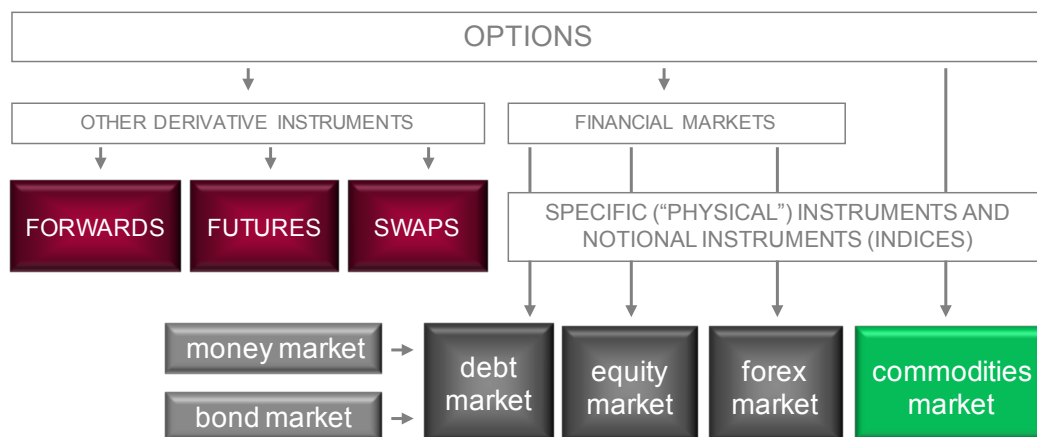 OPTIONS
OTHER DERIVATIVE INSTRUMENTS
FINANCIAL MARKETS
FORWARDS
FUTURES
SWAPS
SPECIFIC (“PHYSICAL”) INSTRUMENTS AND
NOTIONAL INSTRUMENTS (INDICES)
money market
bond market
debt
market
equity
market
forex
market
commodities
market